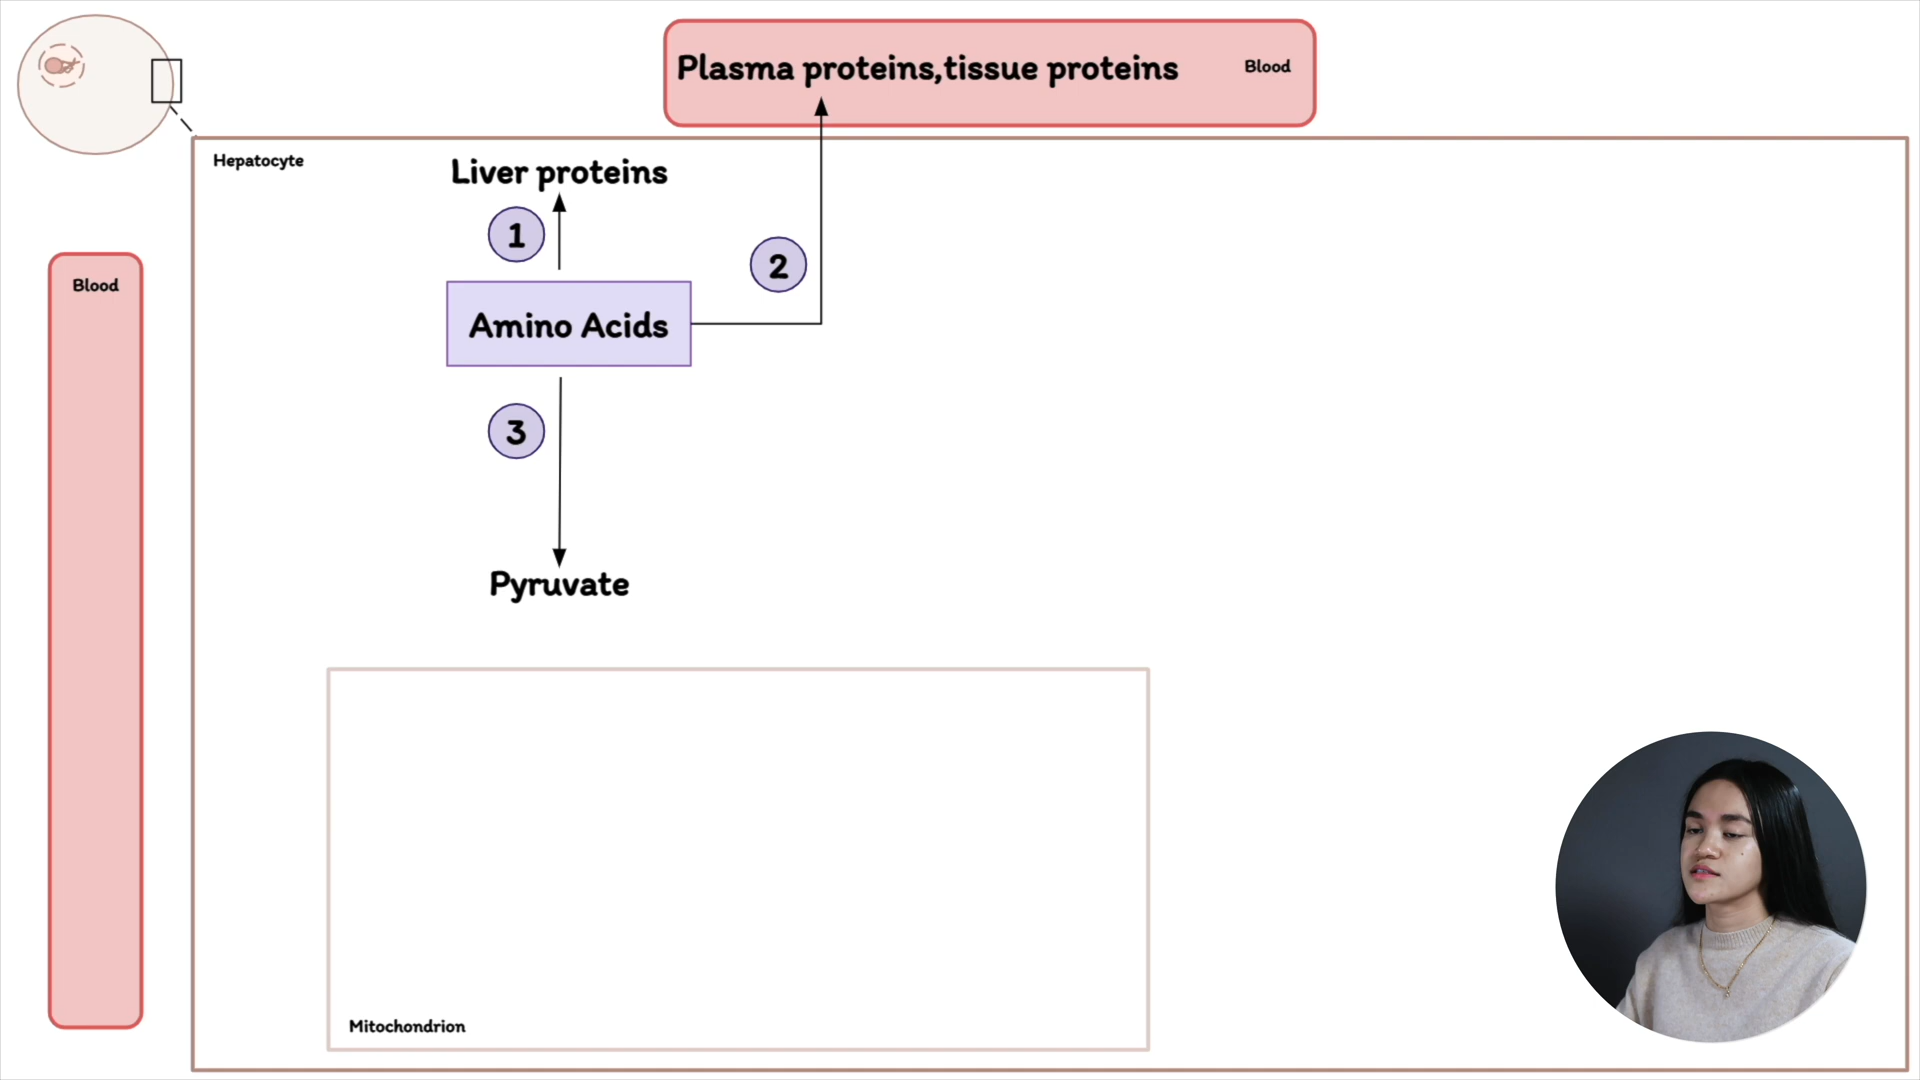 Plasma proteins,tissue proteins
Blood
Hepatocyte
Liver proteins
1
2
Blood
Amino Acids
3
Pyruvate
Mitochondrion